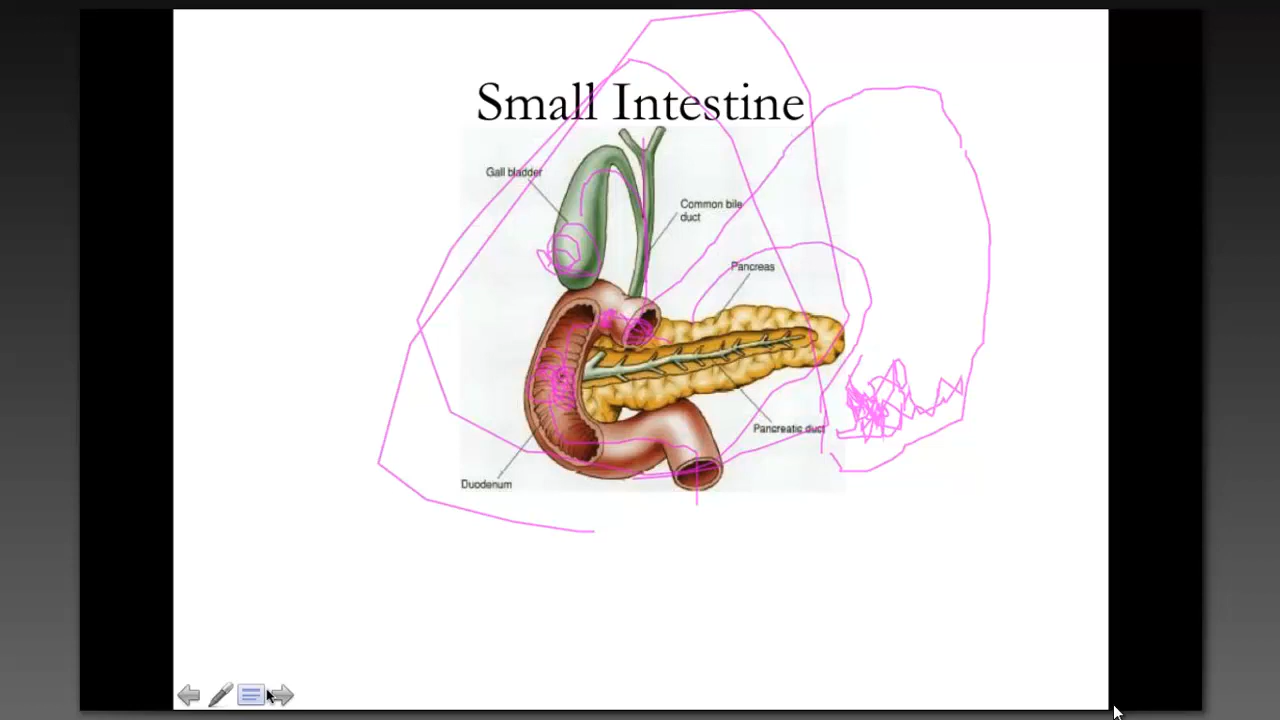 Small Intestine
Gall bladder
Common bile
duct
Pancreas
Pancreatic duct
Duodenum